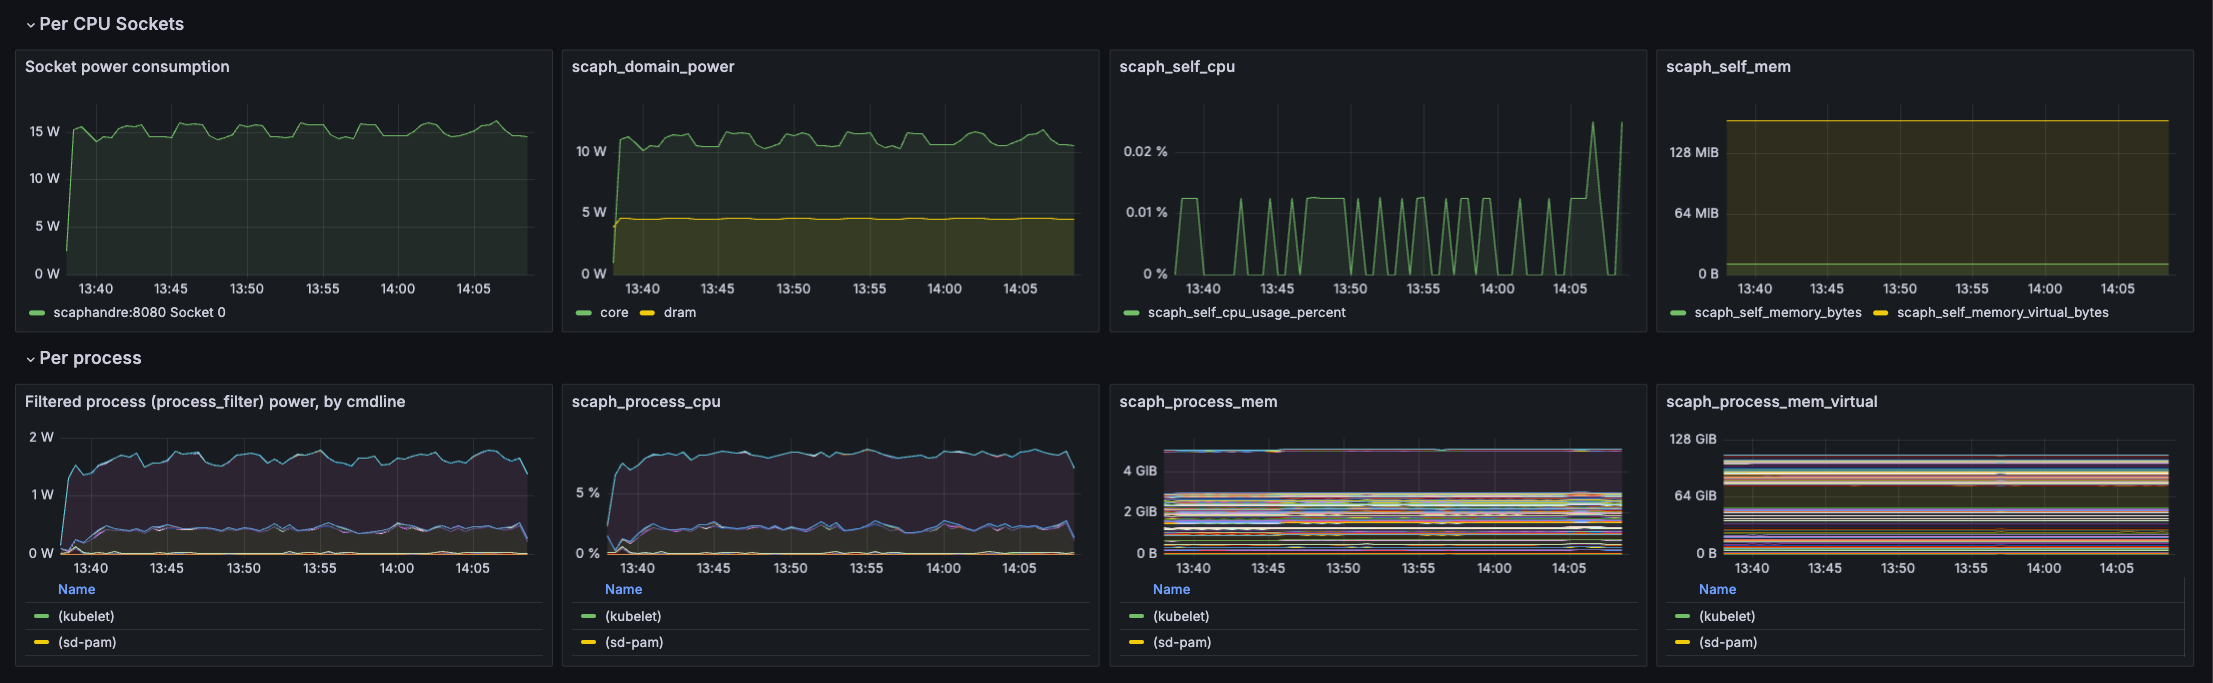 Per CPU Sockets
Socket power consumption
15 W
10 W
5 W
0 W
13:40 13:45 13:50 13:55 14:00 14:05
scaphandre:8080 Socket 0
scaph_domain_power
10 W
5 W
0 W
13:40 13:45 13:50 13:55 14:00 14:05
core dram
scaph_self_cpu
0.02 %
0.01 %
0 %
13:40 13:45 13:50 13:55 14:00 14:05
scaph_self_cpu_usage_percent
scaph_self_mem
128 MIB
64 MIB
0 B
13:40 13:45 13:50 13:55 14:00 14:05
scaph_self_memory_bytes scaph_self_memory_virtual_bytes
Per process
Filtered process (process_filter) power, by cmdline
2 W
1 W
0 W
13:40 13:45 13:50 13:55 14:00 14:05
Name
(kubelet)
(sd-pam)
scaph_process_cpu
5 %
0 %
13:40 13:45 13:50 13:55 14:00 14:05
Name
(kubelet)
(sd-pam)
scaph_process_mem
4 GIB
2 GIB
0 B
13:40 13:45 13:50 13:55 14:00 14:05
Name
(kubelet)
(sd-pam)
scaph_process_mem_virtual
128 GIB
64 GIB
0 B
13:40 13:45 13:50 13:55 14:00 14:05
Name
(kubelet)
(sd-pam)